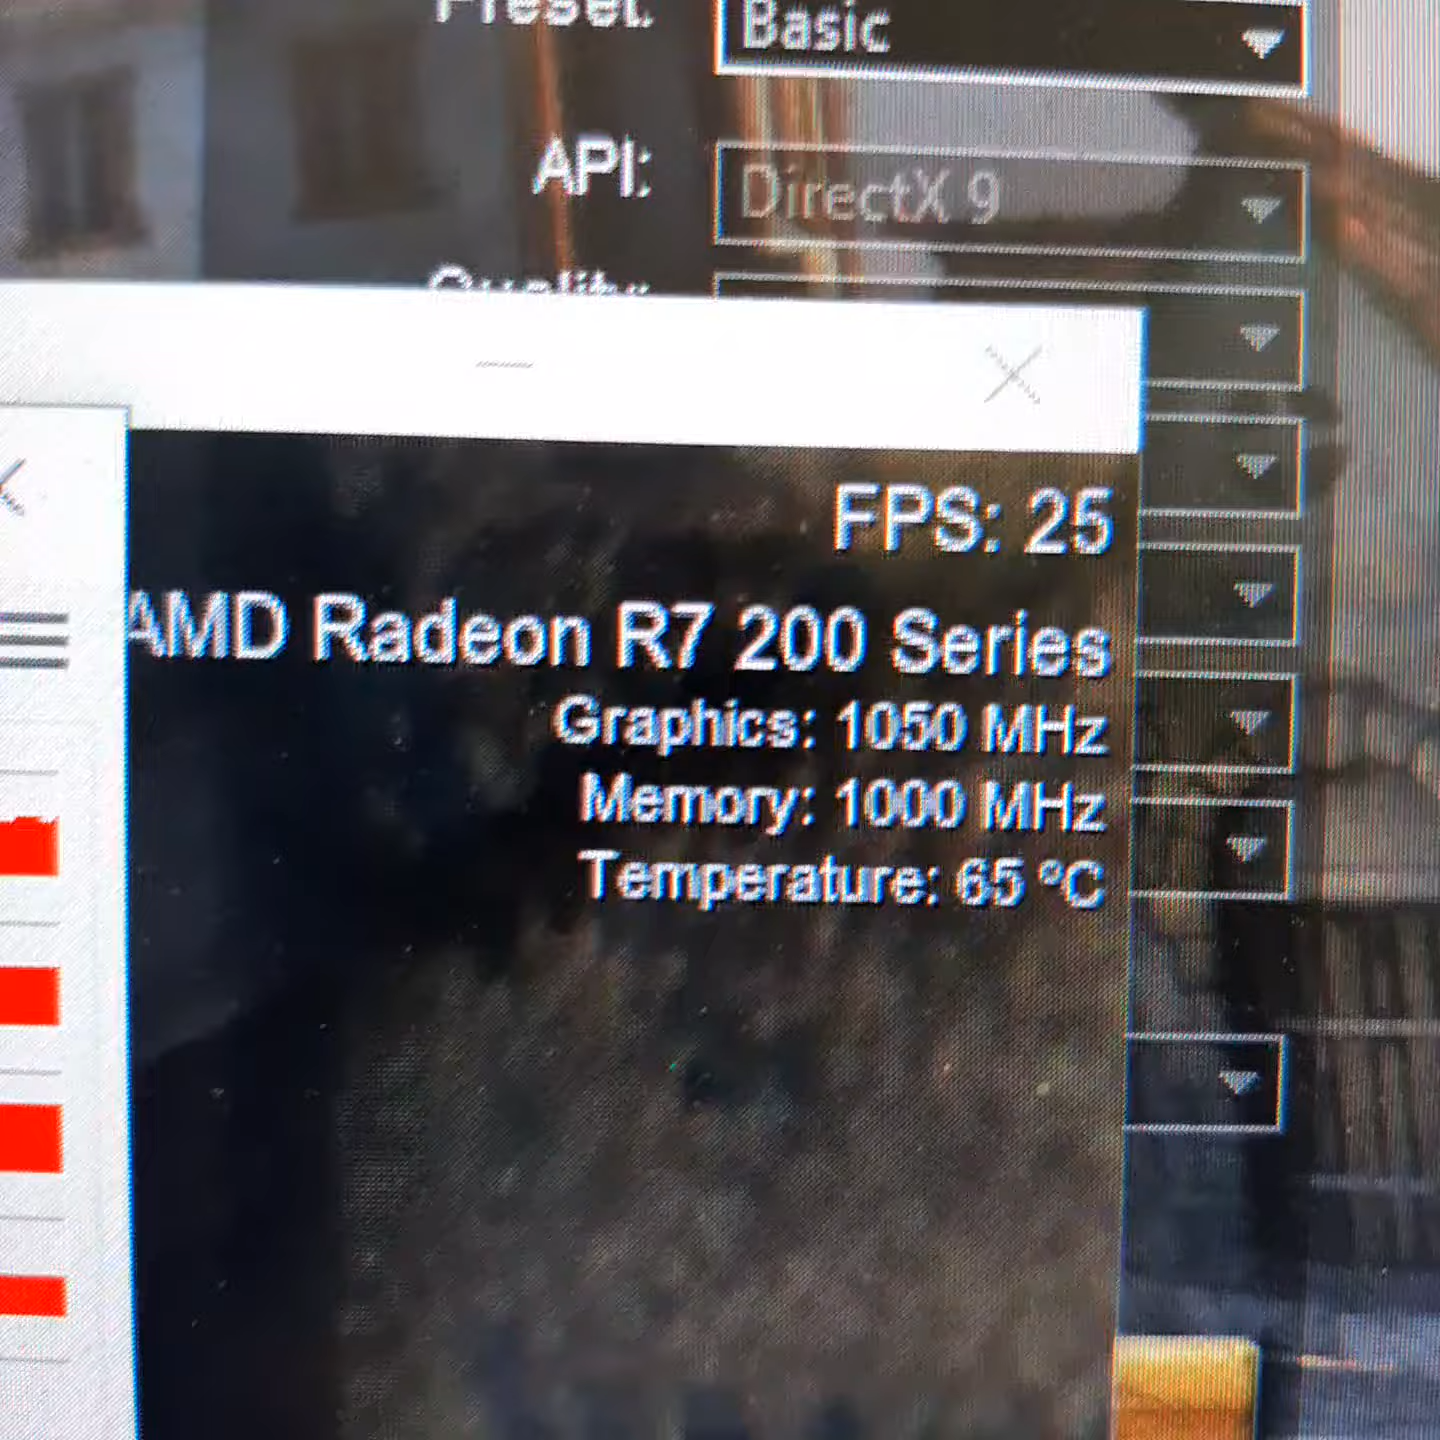 Preset: Basic
API: DirectX 9
Quality:
FPS: 25
AMD Radeon R7 200 Series
Graphics: 1050 MHz
Memory: 1000 MHz
Temperature: 65 °C